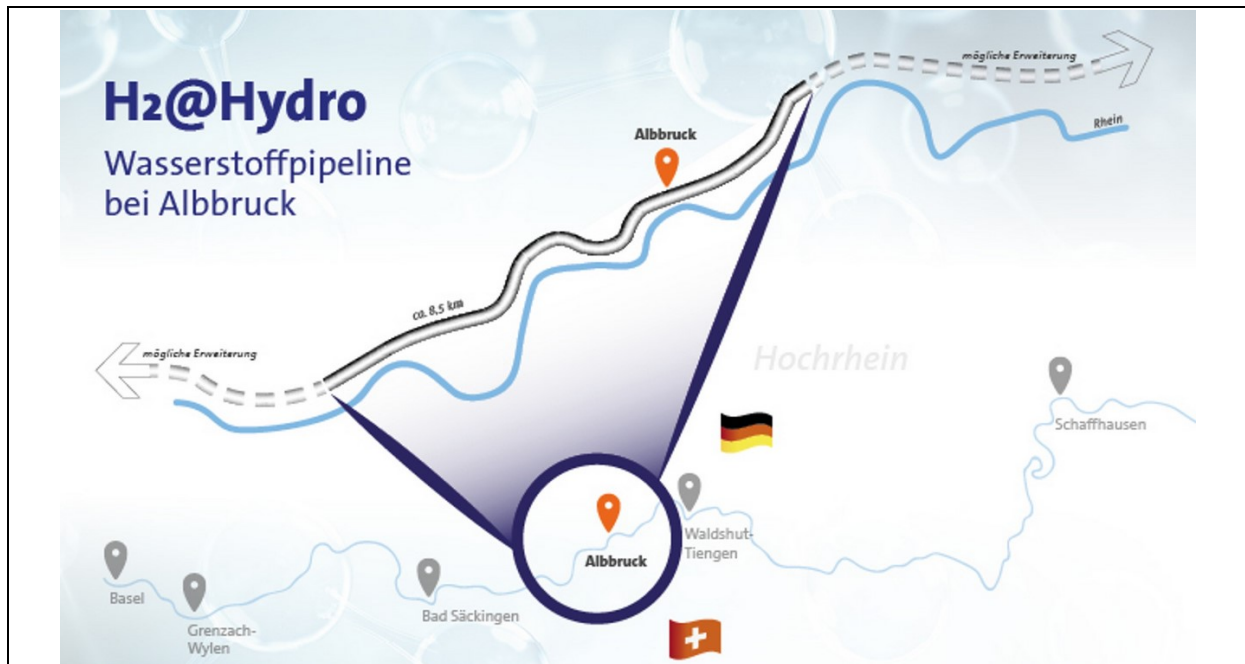 H2@Hydro
Wasserstoffpipeline
bei Albbruck
mögliche Erweiterung
Rhein
Albbruck
ca. 8,5 km
mögliche Erweiterung
Hochrhein
Schaffhausen
Waldshut-
Tiengen
Albbruck
Basel
Bad Säckingen
Grenzach-
Wylen